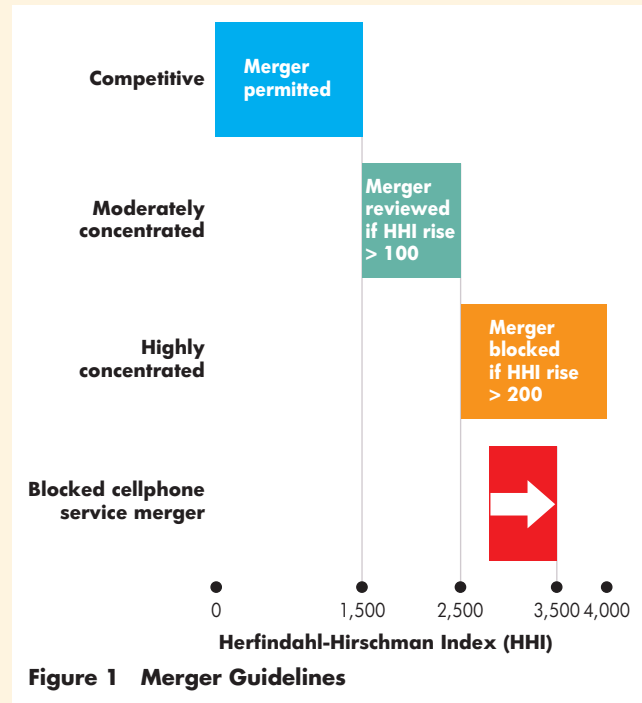 Competitive
Merger
permitted
Moderately
concentrated
Merger
reviewed
if HHI rise
> 100
Highly
concentrated
Merger
blocked
if HHI rise
> 200
Blocked cellphone
service merger
0
1,500
2,500
3,500
4,000
Herfindahl-Hirschman Index (HHI)
Figure 1 Merger Guidelines